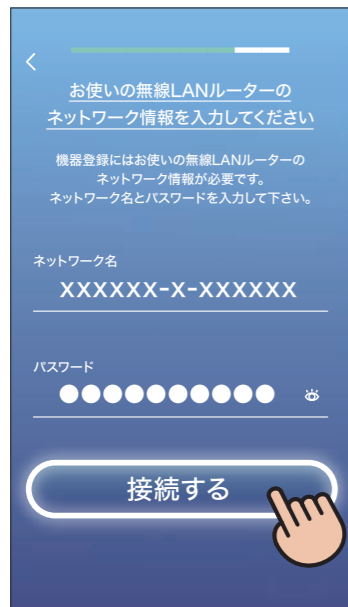 お使いの無線LANルーターの
ネットワーク情報を入力してください
機器登録にはお使いの無線LANルーターの
ネットワーク情報が必要です。
ネットワーク名とパスワードを入力して下さい。
ネットワーク名
XXXXXX-X-XXXXXX
パスワード
●●●●●●●●●●
接続する